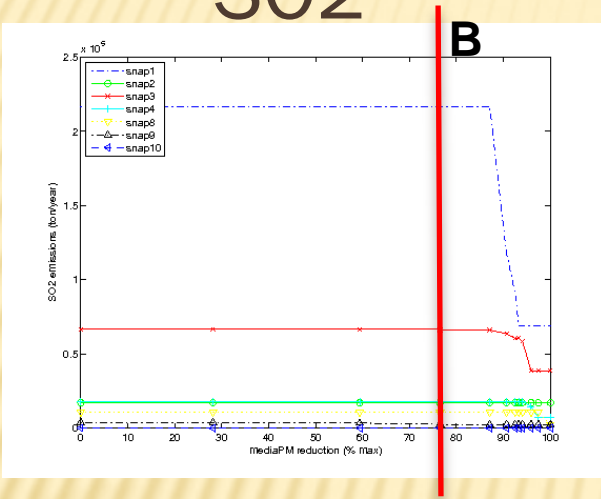 SO2
B
x 10^5
2.5
2
1.5
1
0.5
0
snap1
snap2
snap3
snap4
snap8
snap9
snap10
SO2 emissions (ton/year)
0 10 20 30 40 50 60 70 80 90 100
mediaPM reduction (% max)